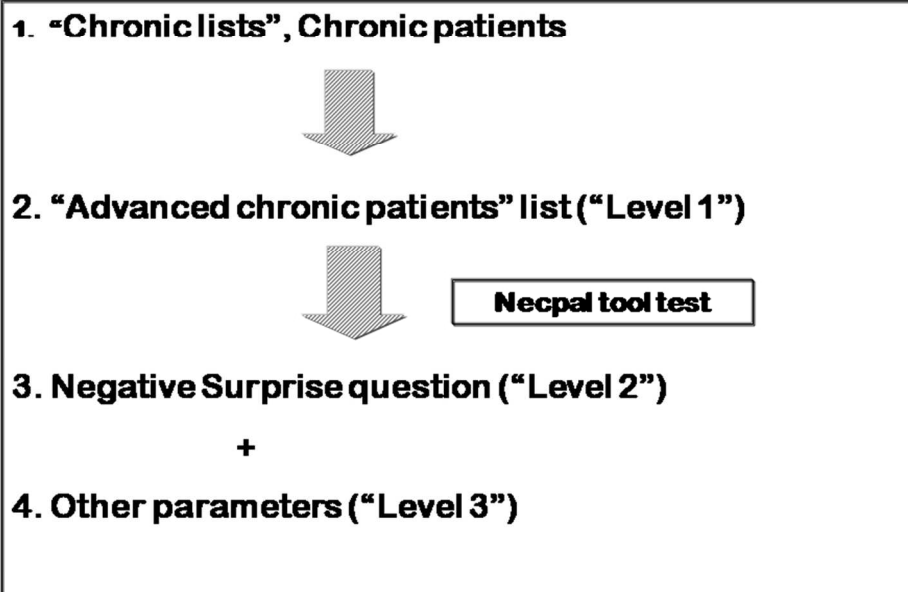 1. “Chronic lists”, Chronic patients
2. “Advanced chronic patients” list (“Level 1”)
Necpal tool test
3. Negative Surprise question (“Level 2”)
+
4. Other parameters (“Level 3”)